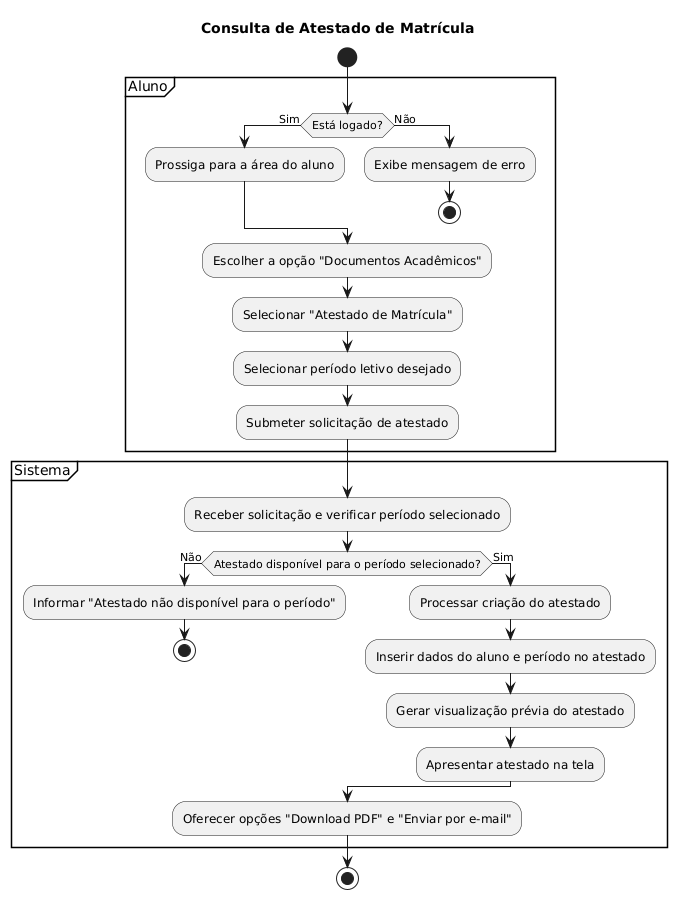 Consulta de Atestado de Matrícula
Aluno
Está logado?
Sim
Não
Prossiga para a área do aluno
Exibe mensagem de erro
Escolher a opção "Documentos Acadêmicos"
Selecionar "Atestado de Matrícula"
Selecionar período letivo desejado
Submeter solicitação de atestado
Sistema
Receber solicitação e verificar período selecionado
Atestado disponível para o período selecionado?
Não
Sim
Informar "Atestado não disponível para o período"
Processar criação do atestado
Inserir dados do aluno e período no atestado
Gerar visualização prévia do atestado
Apresentar atestado na tela
Oferecer opções "Download PDF" e "Enviar por e-mail"